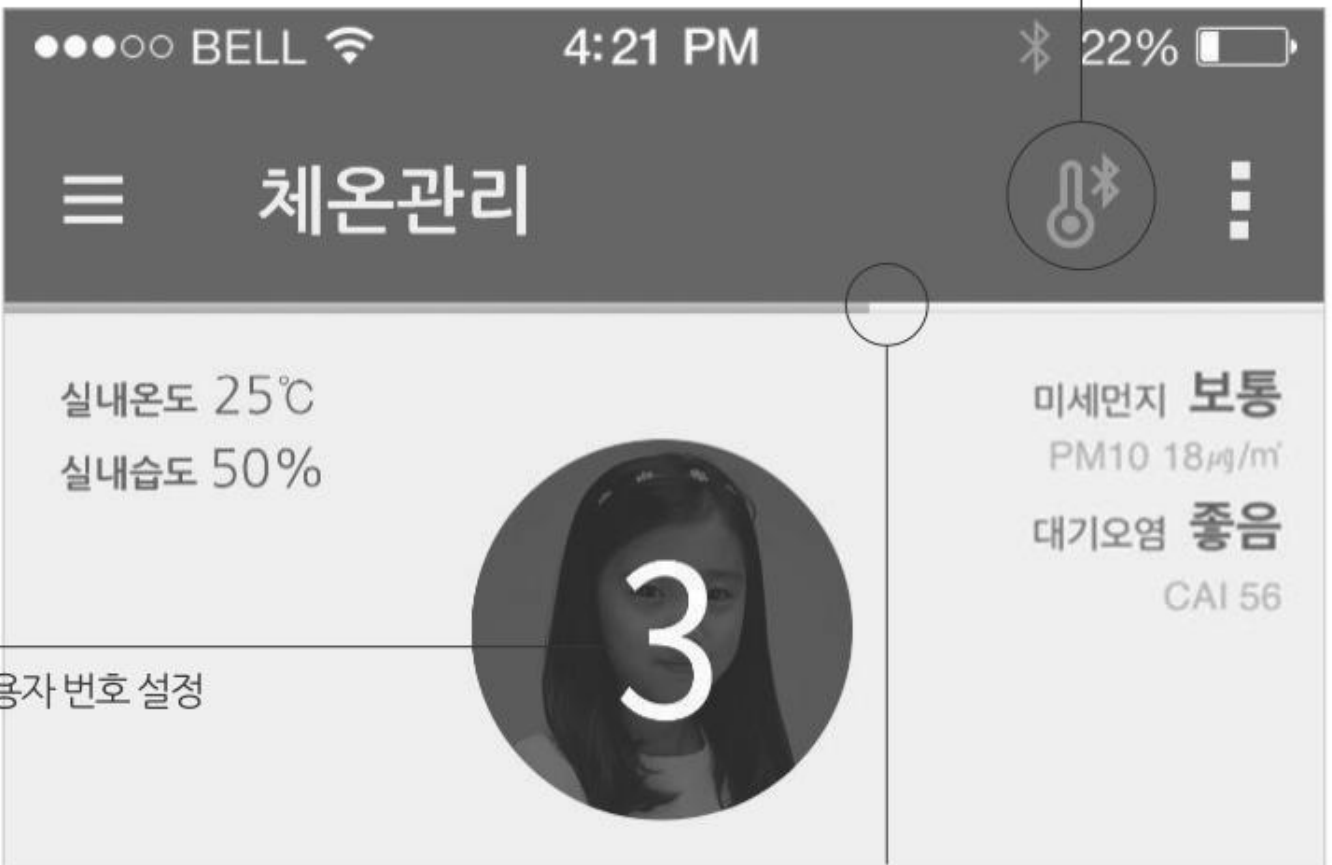 BELL 4:21 PM 22%
체온관리
실내온도 25℃
실내습도 50%
미세먼지 보통
PM10 18㎍/㎥
대기오염 좋음
CAI 56
3
용자 번호 설정